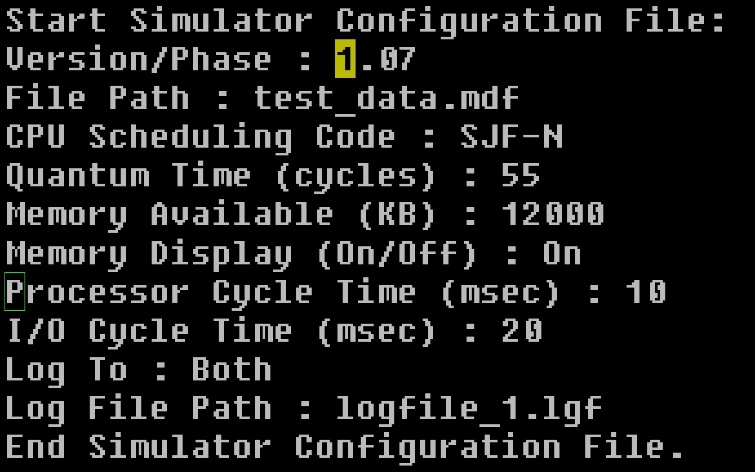 Start Simulator Configuration File:
Version/Phase : 1.07
File Path : test_data.mdf
CPU Scheduling Code : SJF-N
Quantum Time (cycles) : 55
Memory Available (KB) : 12000
Memory Display (On/Off) : On
Processor Cycle Time (msec) : 10
I/O Cycle Time (msec) : 20
Log To : Both
Log File Path : logfile_1.lgf
End Simulator Configuration File.